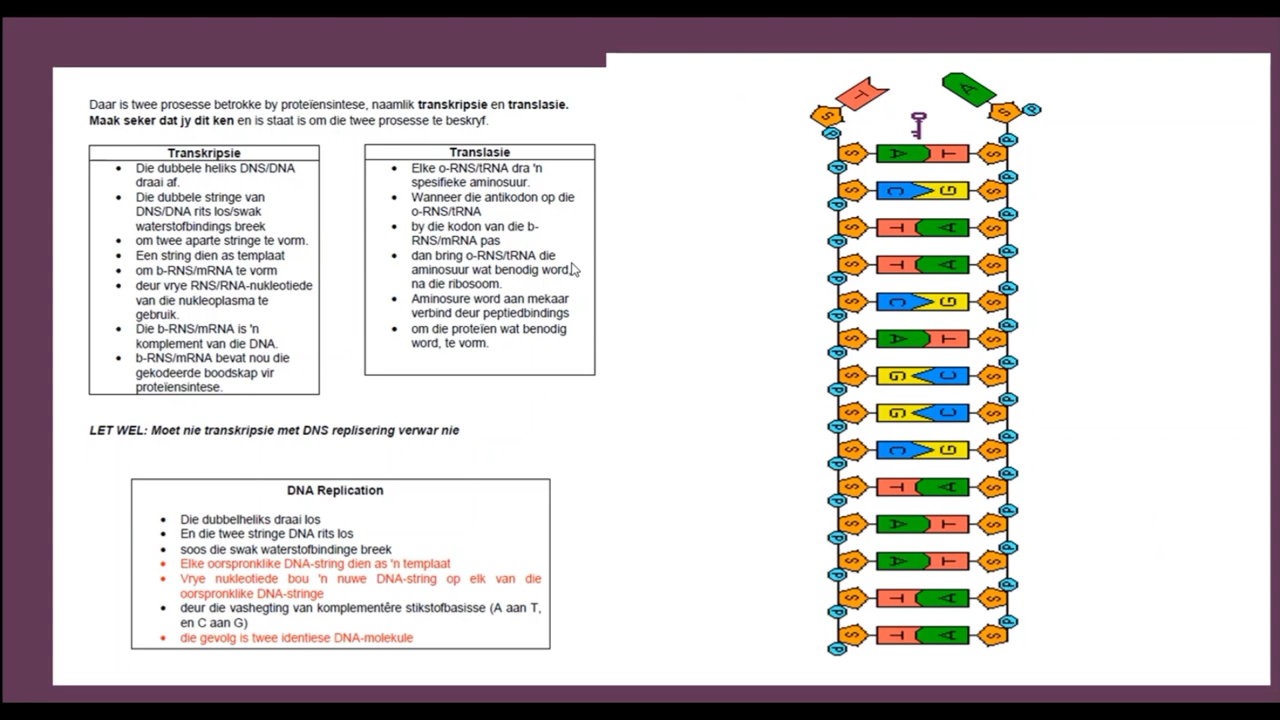 Daar is twee prosesse betrokke by proteïensintese, naamlik transkripsie en translasie.
Maak seker dat jy dit ken en is staat is om die twee prosesse te beskryf.
Transkripsie
• Die dubbele heliks DNS/DNA
draai af.
• Die dubbele stringe van
DNS/DNA rits los/swak
waterstofbindings breek
• om twee aparte stringe te vorm.
• Een string dien as templaat
• om b-RNS/mRNA te vorm
• deur vrye RNS/RNA-nukleotiede
van die nukleoplasma te
gebruik.
• Die b-RNS/mRNA is 'n
komplement van die DNA.
• b-RNS/mRNA bevat nou die
gekodeerde boodskap vir
proteïensintese.
Translasie
• Elke o-RNS/tRNA dra 'n
spesifieke aminosuur.
• Wanneer die antikodon op die
o-RNS/tRNA
• by die kodon van die b-
RNS/mRNA pas
• dan bring o-RNS/tRNA die
aminosuur wat benodig word,
na die ribosoom.
• Aminosure word aan mekaar
verbind deur peptiedbindings
• om die proteïen wat benodig
word, te vorm.
LET WEL: Moet nie transkripsie met DNS replisering verwar nie
DNA Replication
• Die dubbelheliks draai los
• En die twee stringe DNA rits los
• soos die swak waterstofbindinge breek
• Elke oorspronklike DNA-string dien as 'n templaat
• Vrye nukleotiede bou 'n nuwe DNA-string op elk van die
oorspronklike DNA-stringe
• deur die vashegting van komplementêre stikstofbasisse (A aan T,
en C aan G)
• die gevolg is twee identiese DNA-molekule
T A
S S P
P P
S A T S
P P
S C G S
P P
S T A S
P P
S T A S
P P
S C G S
P P
S A T S
P P
S G C S
P P
S G C S
P P
S C G S
P P
S T A S
P P
S A T S
P P
S A T S
P P
S T A S
P P
S T A S
P